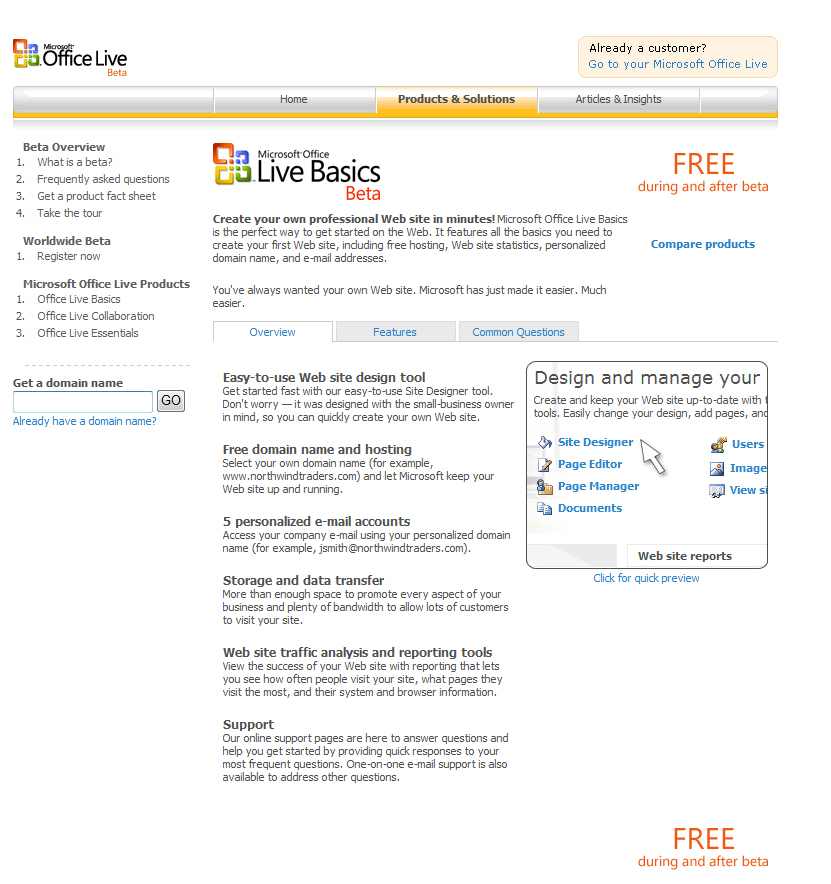 Microsoft
Office Live
Beta
Already a customer?
Go to your Microsoft Office Live
Home
Products & Solutions
Articles & Insights
Beta Overview
1. What is a beta?
2. Frequently asked questions
3. Get a product fact sheet
4. Take the tour
Worldwide Beta
1. Register now
Microsoft Office Live Products
1. Office Live Basics
2. Office Live Collaboration
3. Office Live Essentials
Get a domain name
GO
Already have a domain name?
Microsoft Office
Live Basics
Beta
FREE
during and after beta
Create your own professional Web site in minutes! Microsoft Office Live Basics
is the perfect way to get started on the Web. It features all the basics you need to
create your first Web site, including free hosting, Web site statistics, personalized
domain name, and e-mail addresses.
Compare products
You've always wanted your own Web site. Microsoft has just made it easier. Much
easier.
Overview
Features
Common Questions
Easy-to-use Web site design tool
Get started fast with our easy-to-use Site Designer tool.
Don't worry — it was designed with the small-business owner
in mind, so you can quickly create your own Web site.
Free domain name and hosting
Select your own domain name (for example,
www.northwindtraders.com) and let Microsoft keep your
Web site up and running.
5 personalized e-mail accounts
Access your company e-mail using your personalized domain
name (for example, jsmith@northwindtraders.com).
Storage and data transfer
More than enough space to promote every aspect of your
business and plenty of bandwidth to allow lots of customers
to visit your site.
Web site traffic analysis and reporting tools
View the success of your Web site with reporting that lets
you see how often people visit your site, what pages they
visit the most, and their system and browser information.
Support
Our online support pages are here to answer questions and
help you get started by providing quick responses to your
most frequent questions. One-on-one e-mail support is also
available to address other questions.
Design and manage your
Create and keep your Web site up-to-date with t
tools. Easily change your design, add pages, and
Site Designer
Page Editor
Page Manager
Documents
Users
Image
View si
Web site reports
Click for quick preview
FREE
during and after beta